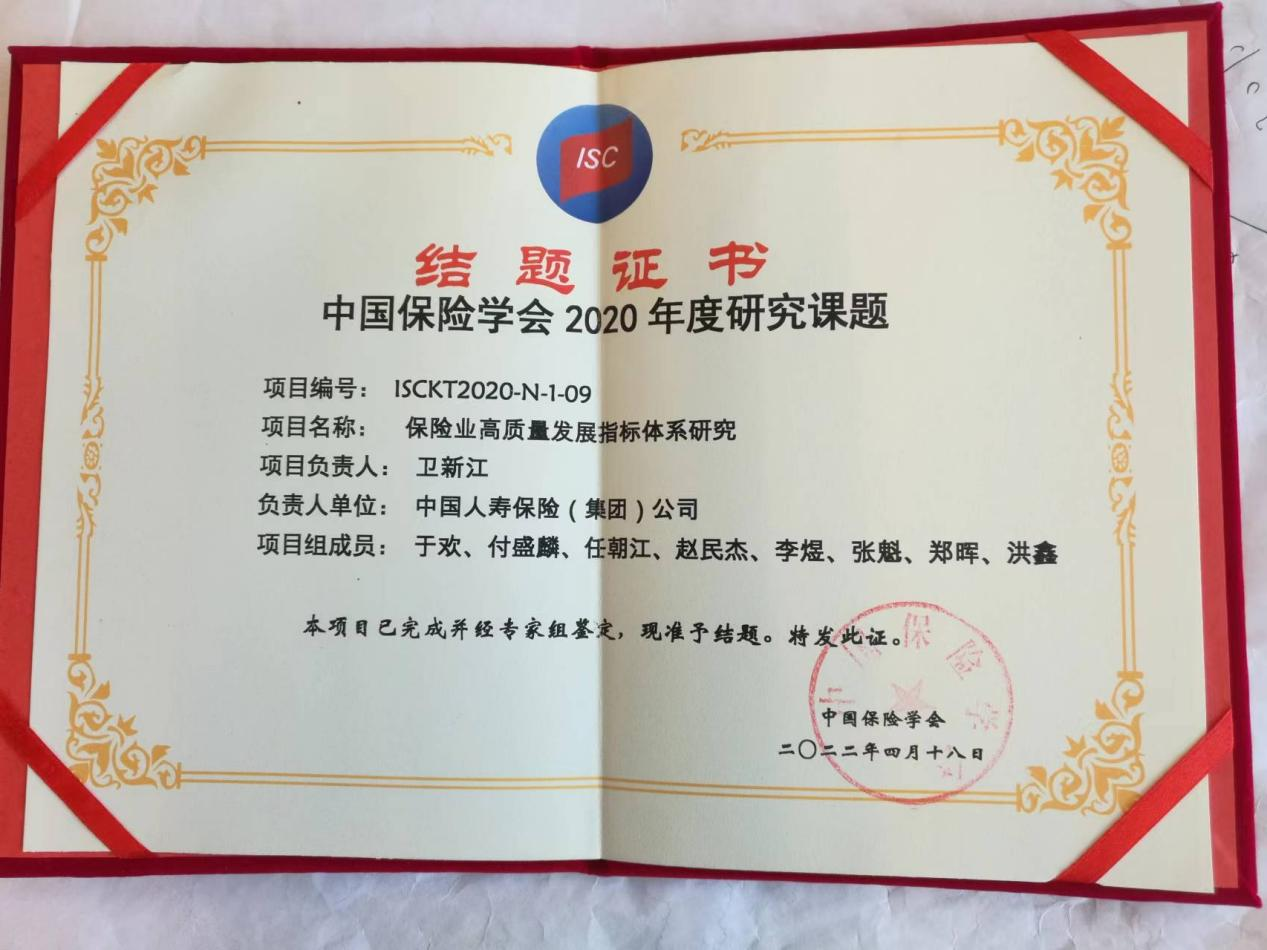 ISC
结题证书
中国保险学会2020年度研究课题
项目编号： ISCKT2020-N-1-09
项目名称： 保险业高质量发展指标体系研究
项目负责人： 卫新江
负责人单位： 中国人寿保险（集团）公司
项目组成员： 于欢、付盛麟、任朝江、赵民杰、李煜、张魁、郑晖、洪鑫
本项目已完成并经专家组鉴定，现准予结题。特发此证。
中国保险学会
中国保险学会
二〇二二年四月十八日